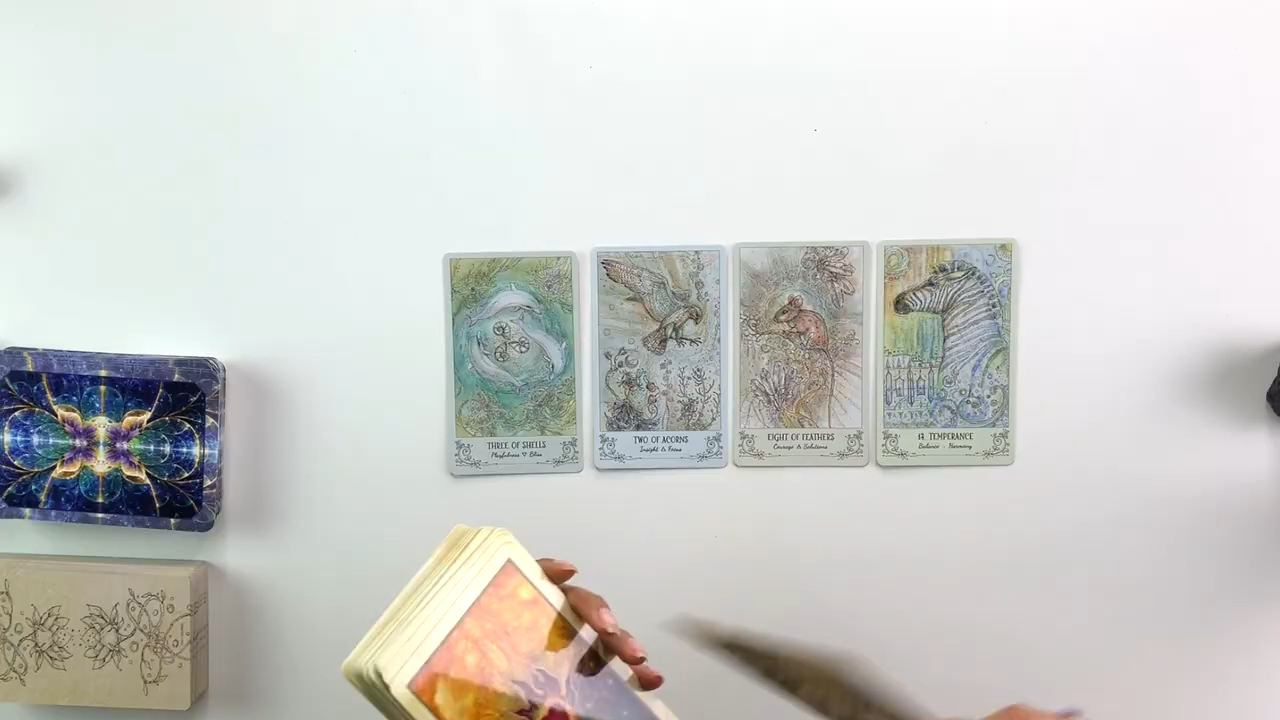 THREE OF SHELLS
Playfulness & Bliss
TWO OF ACORNS
Insight & Focus
EIGHT OF FEATHERS
Courage & Solutions
14. TEMPERANCE
Balance · Harmony